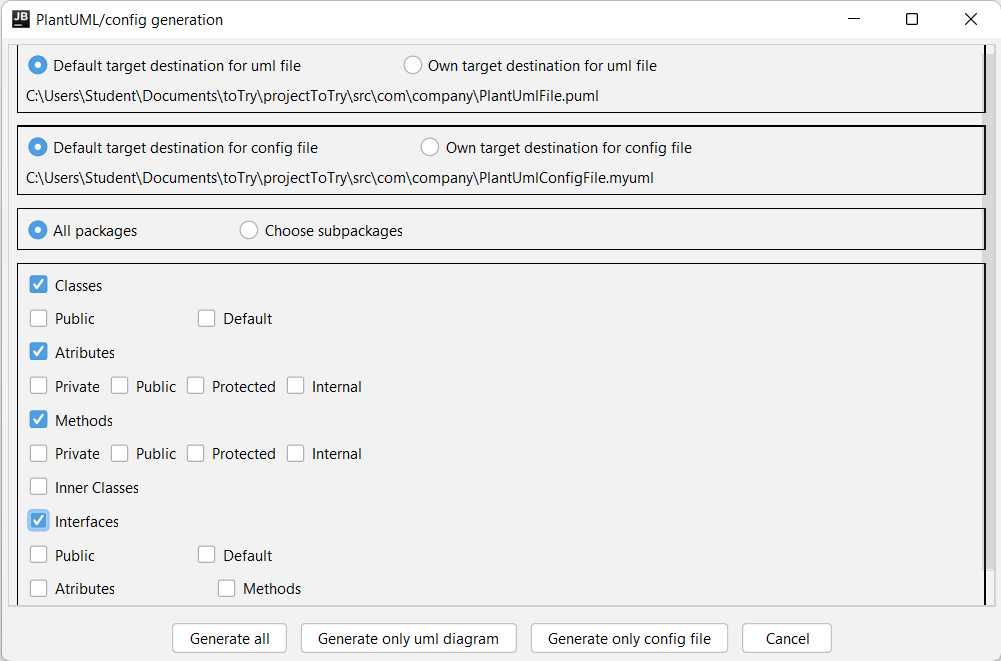 JB PlantUML/config generation
Default target destination for uml file Own target destination for uml file
C:\Users\Student\Documents\toTry\projectToTry\src\com\company\PlantUmlFile.puml
Default target destination for config file Own target destination for config file
C:\Users\Student\Documents\toTry\projectToTry\src\com\company\PlantUmlConfigFile.myuml
All packages Choose subpackages
Classes
Public Default
Atributes
Private Public Protected Internal
Methods
Private Public Protected Internal
Inner Classes
Interfaces
Public Default
Atributes Methods
Generate all Generate only uml diagram Generate only config file Cancel